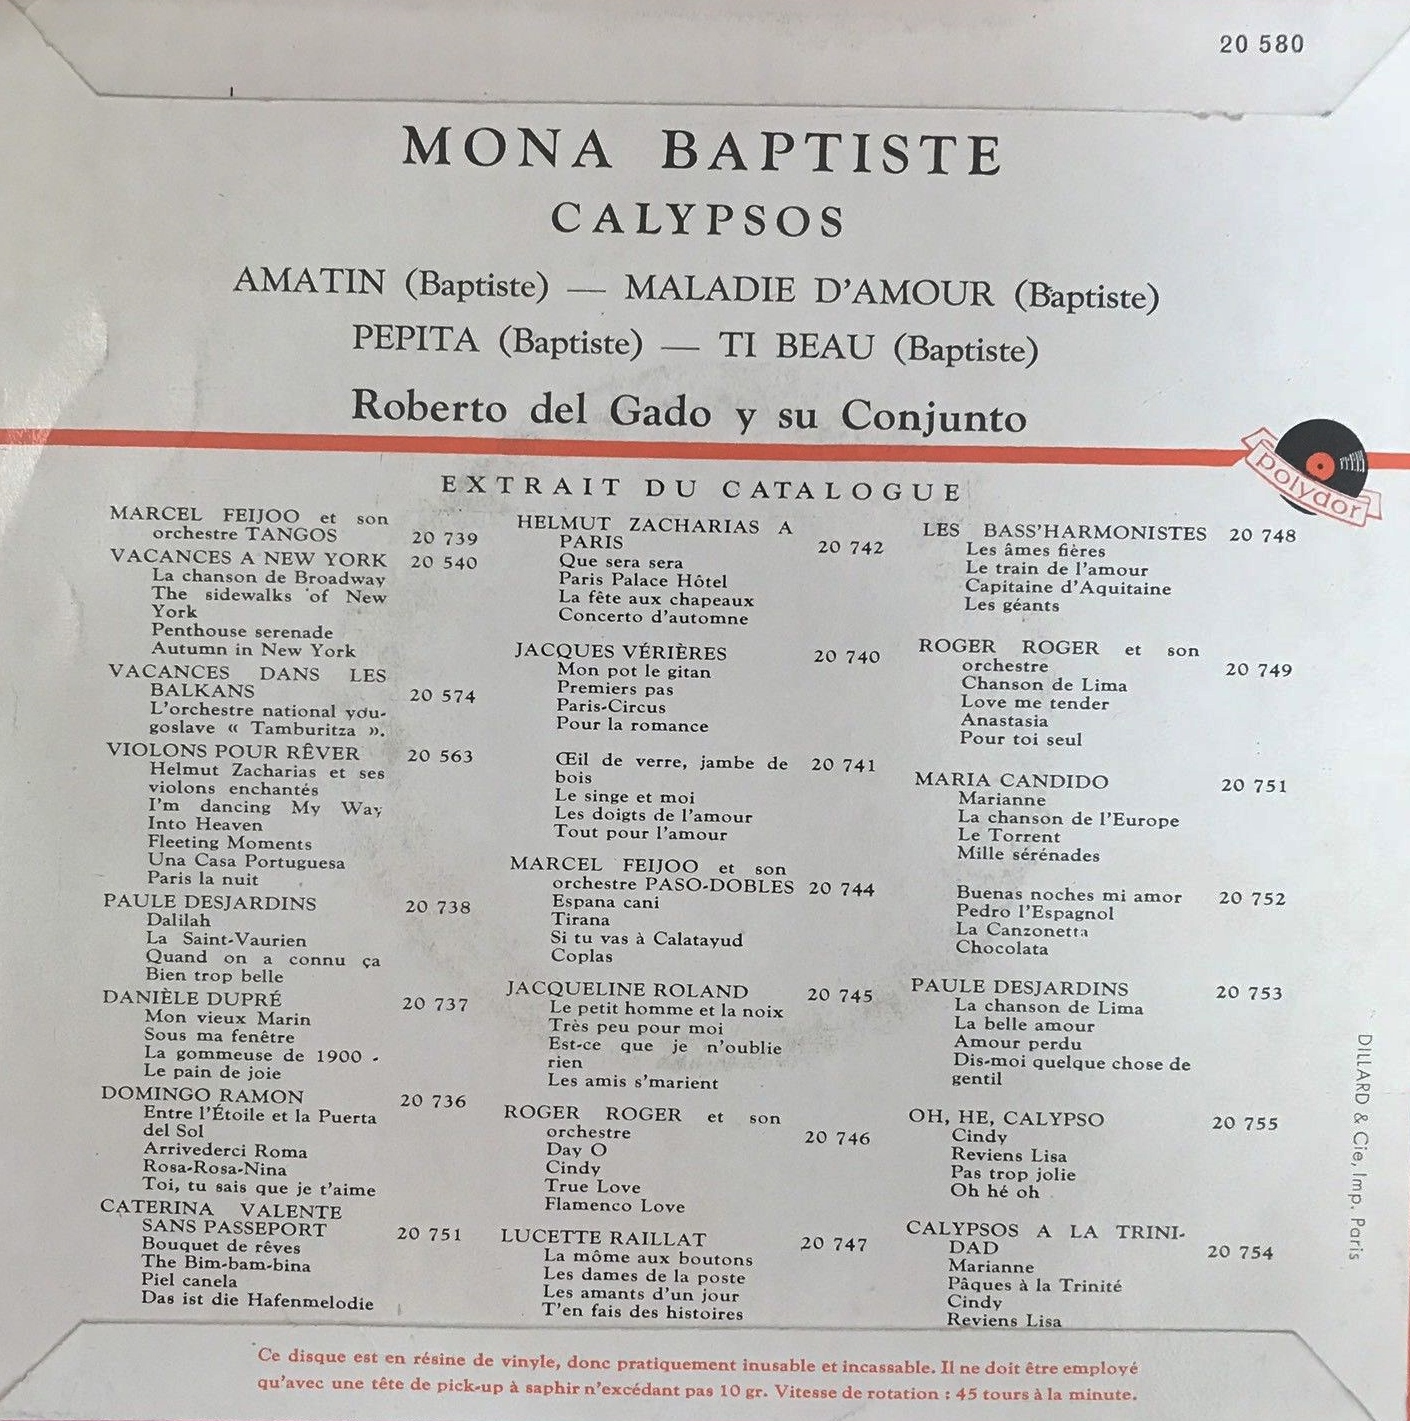 20 580
MONA BAPTISTE
CALYPSOS
AMATIN (Baptiste) — MALADIE D'AMOUR (Baptiste)
PEPITA (Baptiste) — TI BEAU (Baptiste)
Roberto del Gado y su Conjunto
polydor
EXTRAIT DU CATALOGUE
MARCEL FEIJOO et son
orchestre TANGOS 20 739
VACANCES A NEW YORK 20 540
La chanson de Broadway
The sidewalks of New
York
Penthouse serenade
Autumn in New York
VACANCES DANS LES
BALKANS 20 574
L'orchestre national you-
goslave « Tamburitza ».
VIOLONS POUR RÊVER 20 563
Helmut Zacharias et ses
violons enchantés
I'm dancing My Way
Into Heaven
Fleeting Moments
Una Casa Portuguesa
Paris la nuit
PAULE DESJARDINS 20 738
Dalilah
La Saint-Vaurien
Quand on a connu ça
Bien trop belle
DANIÈLE DUPRÉ 20 737
Mon vieux Marin
Sous ma fenêtre
La gommeuse de 1900 -
Le pain de joie
DOMINGO RAMON 20 736
Entre l'Étoile et la Puerta
del Sol
Arrivederci Roma
Rosa-Rosa-Nina
Toi, tu sais que je t'aime
CATERINA VALENTE
SANS PASSEPORT 20 751
Bouquet de rêves
The Bim-bam-bina
Piel canela
Das ist die Hafenmelodie
HELMUT ZACHARIAS A
PARIS 20 742
Que sera sera
Paris Palace Hôtel
La fête aux chapeaux
Concerto d'automne
JACQUES VÉRIÈRES 20 740
Mon pot le gitan
Premiers pas
Paris-Circus
Pour la romance
Œil de verre, jambe de 20 741
bois
Le singe et moi
Les doigts de l'amour
Tout pour l'amour
MARCEL FEIJOO et son
orchestre PASO-DOBLES 20 744
Espana cani
Tirana
Si tu vas à Calatayud
Coplas
JACQUELINE ROLAND 20 745
Le petit homme et la noix
Très peu pour moi
Est-ce que je n'oublie
rien
Les amis s'marient
ROGER ROGER et son
orchestre 20 746
Day O
Cindy
True Love
Flamenco Love
LUCETTE RAILLAT 20 747
La môme aux boutons
Les dames de la poste
Les amants d'un jour
T'en fais des histoires
LES BASS'HARMONISTES 20 748
Les âmes fières
Le train de l'amour
Capitaine d'Aquitaine
Les géants
ROGER ROGER et son
orchestre 20 749
Chanson de Lima
Love me tender
Anastasia
Pour toi seul
MARIA CANDIDO 20 751
Marianne
La chanson de l'Europe
Le Torrent
Mille sérénades
Buenas noches mi amor 20 752
Pedro l'Espagnol
La Canzonetta
Chocolata
PAULE DESJARDINS 20 753
La chanson de Lima
La belle amour
Amour perdu
Dis-moi quelque chose de
gentil
OH, HE, CALYPSO 20 755
Cindy
Reviens Lisa
Pas trop jolie
Oh hé oh
CALYPSOS A LA TRINI-
DAD 20 754
Marianne
Pâques à la Trinité
Cindy
Reviens Lisa
DILLARD & Cie, Imp. Paris
Ce disque est en résine de vinyle, donc pratiquement inusable et incassable. Il ne doit être employé
qu'avec une tête de pick-up à saphir n'excédant pas 10 gr. Vitesse de rotation : 45 tours à la minute.